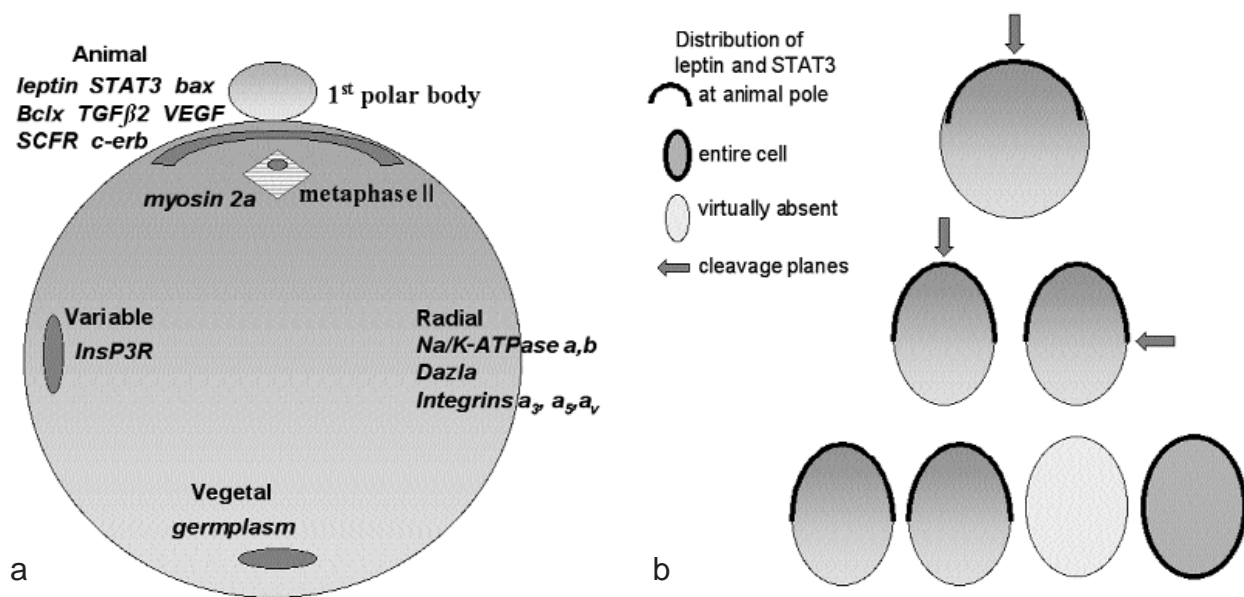 Animal
leptin STAT3 bax
Bclx TGFβ2 VEGF
SCFR c-erb
1st polar body
myosin 2a
metaphase II
Variable
InsP3R
Radial
Na/K-ATPase a,b
Dazla
Integrins a3, a5,av
Vegetal
germplasm
a
Distribution of
leptin and STAT3
at animal pole
entire cell
virtually absent
cleavage planes
b